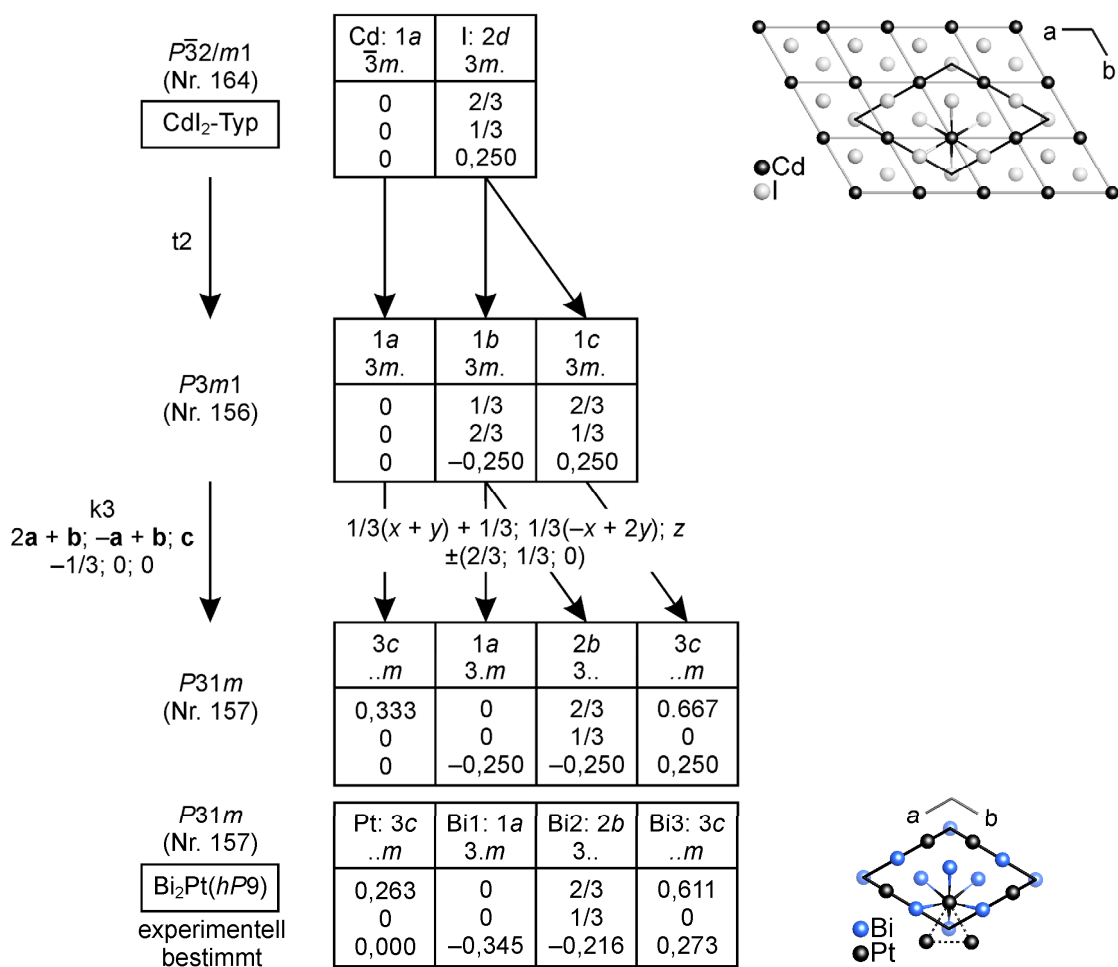 P3̅2/m1
(Nr. 164)
CdI₂-Typ
Cd: 1a I: 2d
3̅m. 3m.
0 2/3
0 1/3
0 0,250
a
b
Cd
I
t2
P3m1
(Nr. 156)
1a 1b 1c
3m. 3m. 3m.
0 1/3 2/3
0 2/3 1/3
0 –0,250 0,250
k3
2a + b; –a + b; c
–1/3; 0; 0
1/3(x + y) + 1/3; 1/3(–x + 2y); z
±(2/3; 1/3; 0)
P31m
(Nr. 157)
3c 1a 2b 3c
..m 3.m 3.. ..m
0,333 0 2/3 0.667
0 0 1/3 0
0 –0,250 –0,250 0,250
P31m
(Nr. 157)
Bi₂Pt(hP9)
experimentell
bestimmt
Pt: 3c Bi1: 1a Bi2: 2b Bi3: 3c
..m 3.m 3.. ..m
0,263 0 2/3 0,611
0 0 1/3 0
0,000 –0,345 –0,216 0,273
a b
Bi
Pt